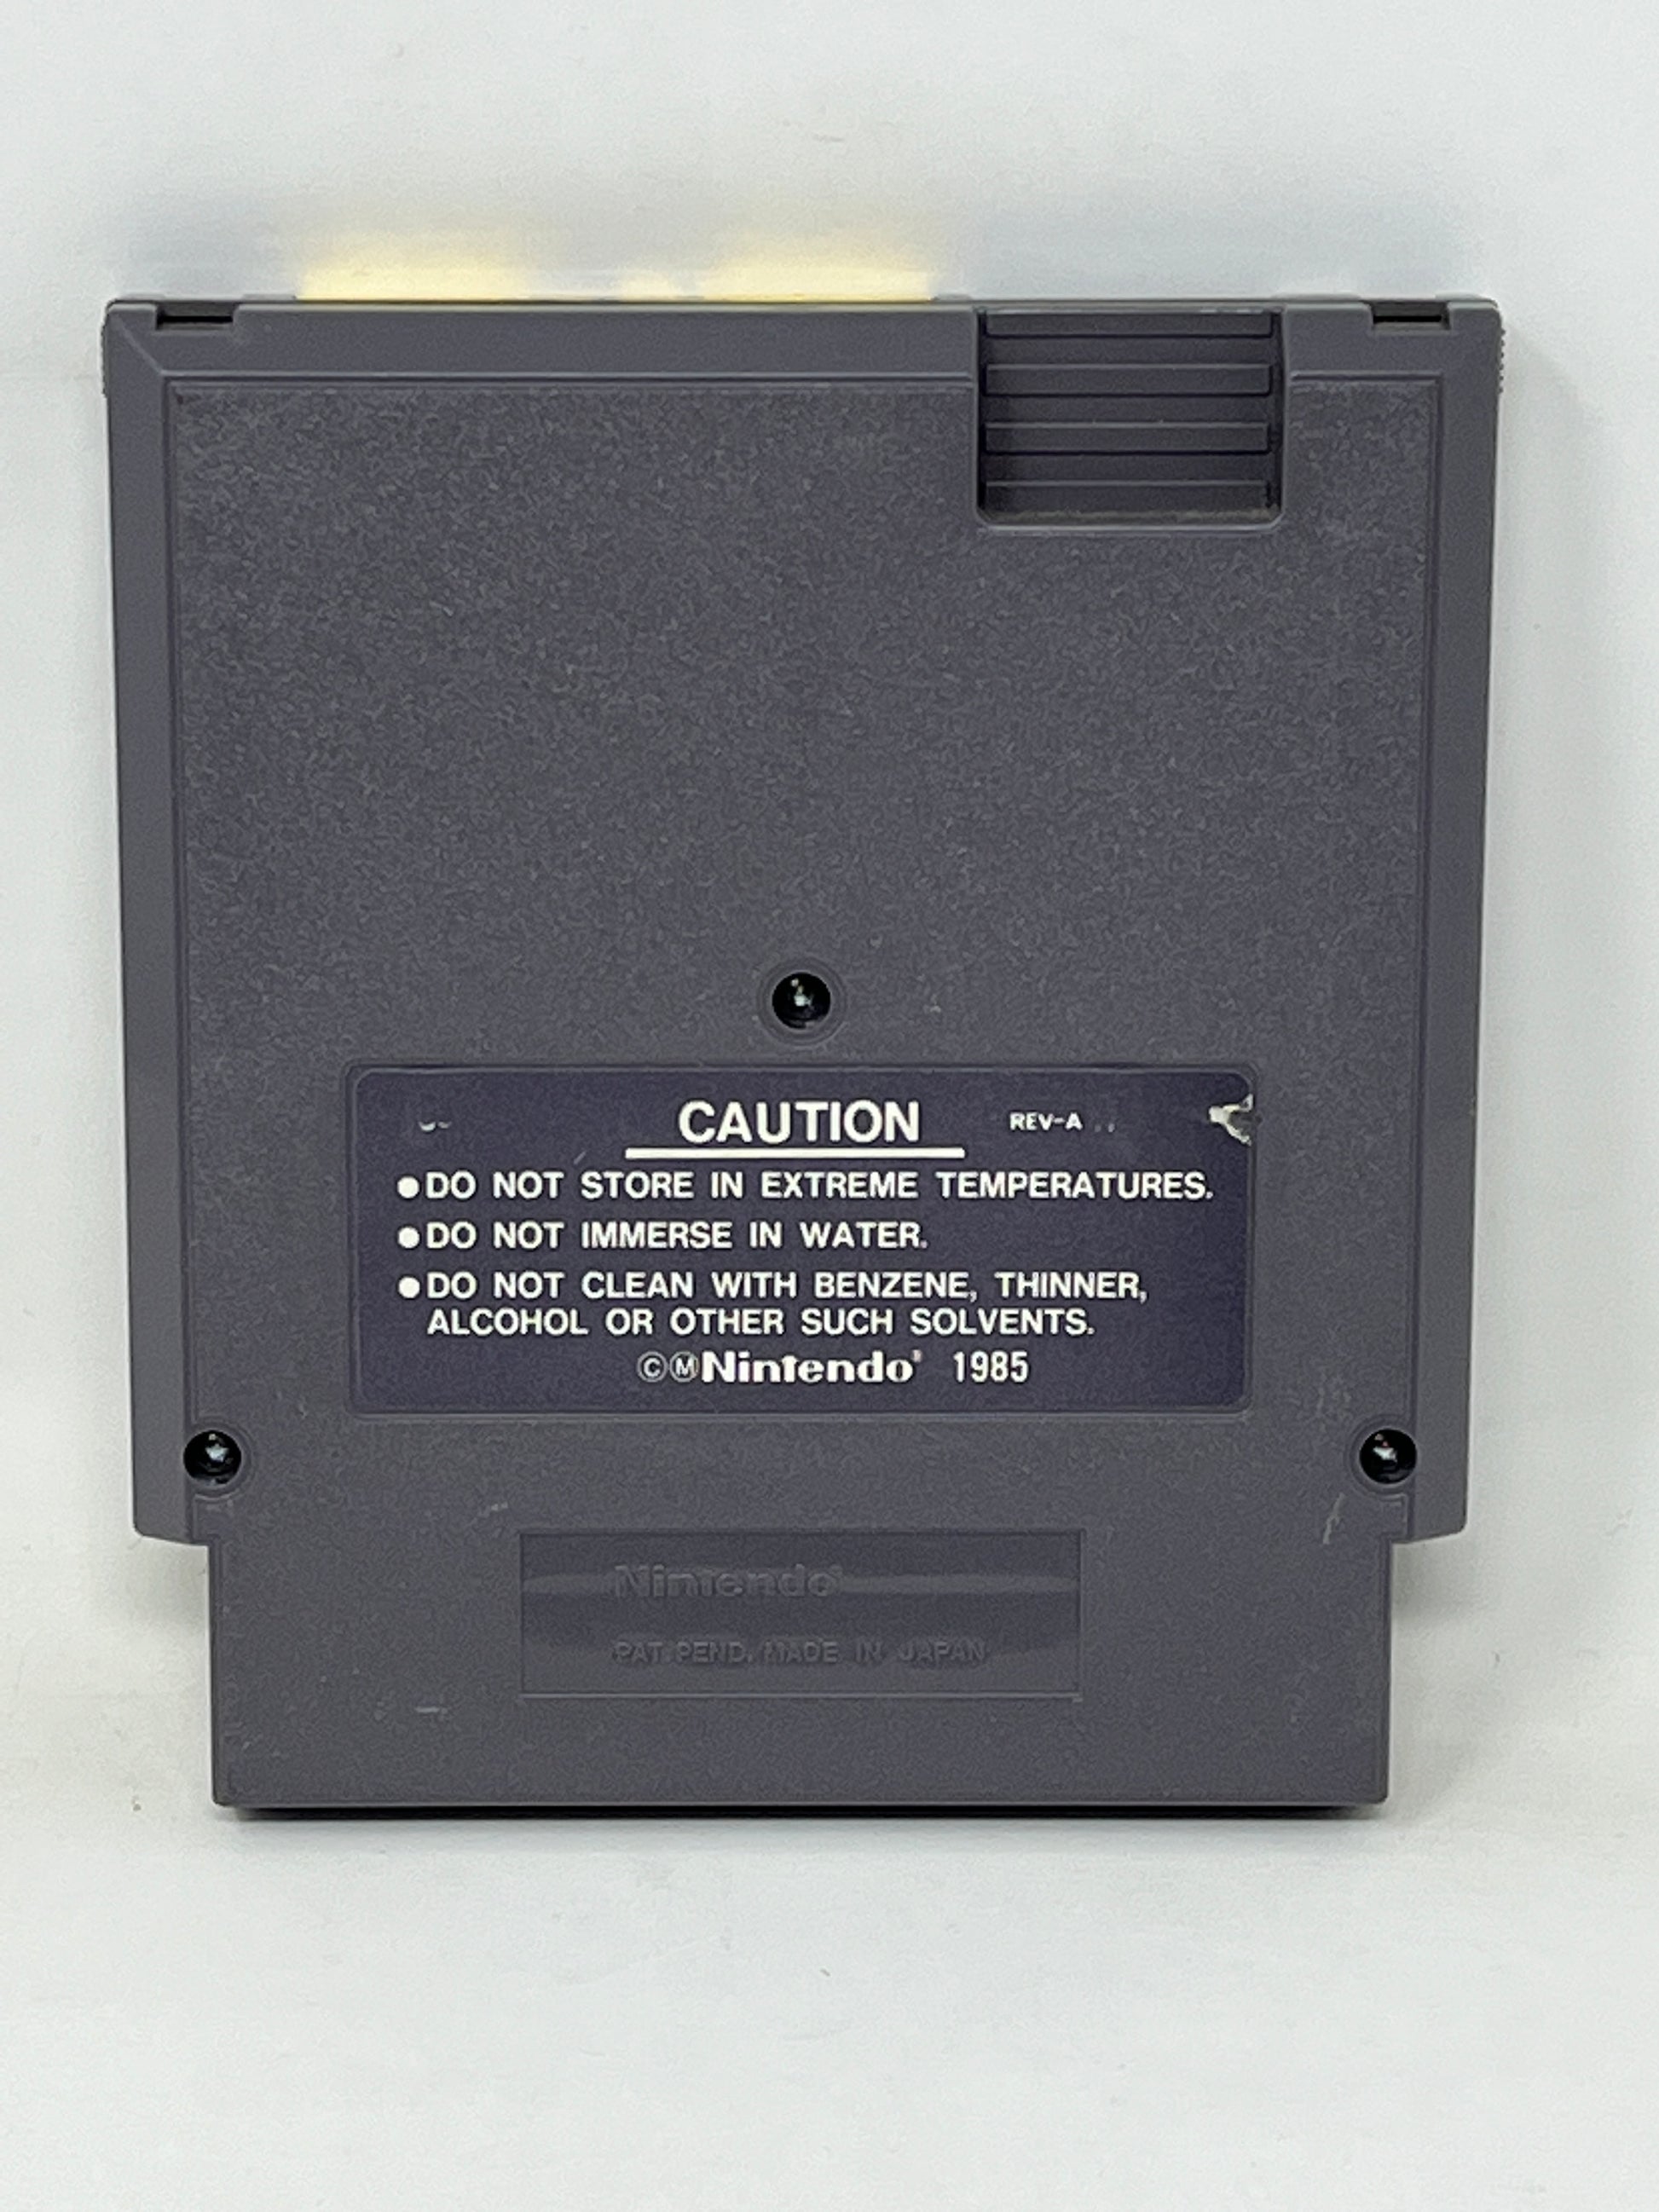 CAUTION REV-A
●DO NOT STORE IN EXTREME TEMPERATURES.
●DO NOT IMMERSE IN WATER.
●DO NOT CLEAN WITH BENZENE, THINNER,
ALCOHOL OR OTHER SUCH SOLVENTS.
©ⓂNintendo® 1985
Nintendo®
PAT. PEND. MADE IN JAPAN